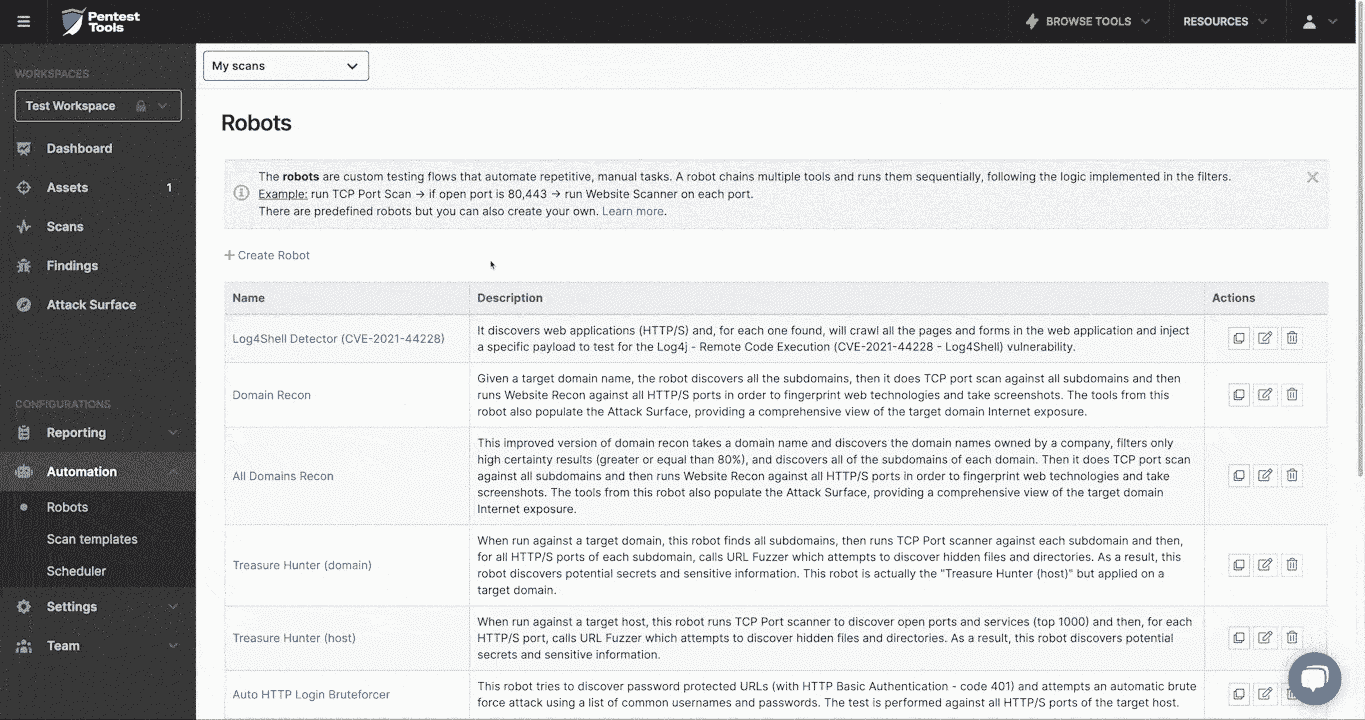 Pentest
Tools
BROWSE TOOLS
RESOURCES
WORKSPACES
Test Workspace
Dashboard
Assets 1
Scans
Findings
Attack Surface
CONFIGURATIONS
Reporting
Automation
Robots
Scan templates
Scheduler
Settings
Team
My scans
Robots
The robots are custom testing flows that automate repetitive, manual tasks. A robot chains multiple tools and runs them sequentially, following the logic implemented in the filters.
Example: run TCP Port Scan → if open port is 80,443 → run Website Scanner on each port.
There are predefined robots but you can also create your own. Learn more.
+ Create Robot
Name Description Actions
Log4Shell Detector (CVE-2021-44228)
It discovers web applications (HTTP/S) and, for each one found, will crawl all the pages and forms in the web application and inject
a specific payload to test for the Log4j - Remote Code Execution (CVE-2021-44228 - Log4Shell) vulnerability.
Domain Recon
Given a target domain name, the robot discovers all the subdomains, then it does TCP port scan against all subdomains and then
runs Website Recon against all HTTP/S ports in order to fingerprint web technologies and take screenshots. The tools from this
robot also populate the Attack Surface, providing a comprehensive view of the target domain Internet exposure.
All Domains Recon
This improved version of domain recon takes a domain name and discovers the domain names owned by a company, filters only
high certainty results (greater or equal than 80%), and discovers all of the subdomains of each domain. Then it does TCP port scan
against all subdomains and then runs Website Recon against all HTTP/S ports in order to fingerprint web technologies and take
screenshots. The tools from this robot also populate the Attack Surface, providing a comprehensive view of the target domain
Internet exposure.
Treasure Hunter (domain)
When run against a target domain, this robot finds all subdomains, then runs TCP Port scanner against each subdomain and then,
for all HTTP/S ports of each subdomain, calls URL Fuzzer which attempts to discover hidden files and directories. As a result, this
robot discovers potential secrets and sensitive information. This robot is actually the "Treasure Hunter (host)" but applied on a
target domain.
Treasure Hunter (host)
When run against a target host, this robot runs TCP Port scanner to discover open ports and services (top 1000) and then, for each
HTTP/S port, calls URL Fuzzer which attempts to discover hidden files and directories. As a result, this robot discovers potential
secrets and sensitive information.
Auto HTTP Login Bruteforcer
This robot tries to discover password protected URLs (with HTTP Basic Authentication - code 401) and attempts an automatic brute
force attack using a list of common usernames and passwords. The test is performed against all HTTP/S ports of the target host.